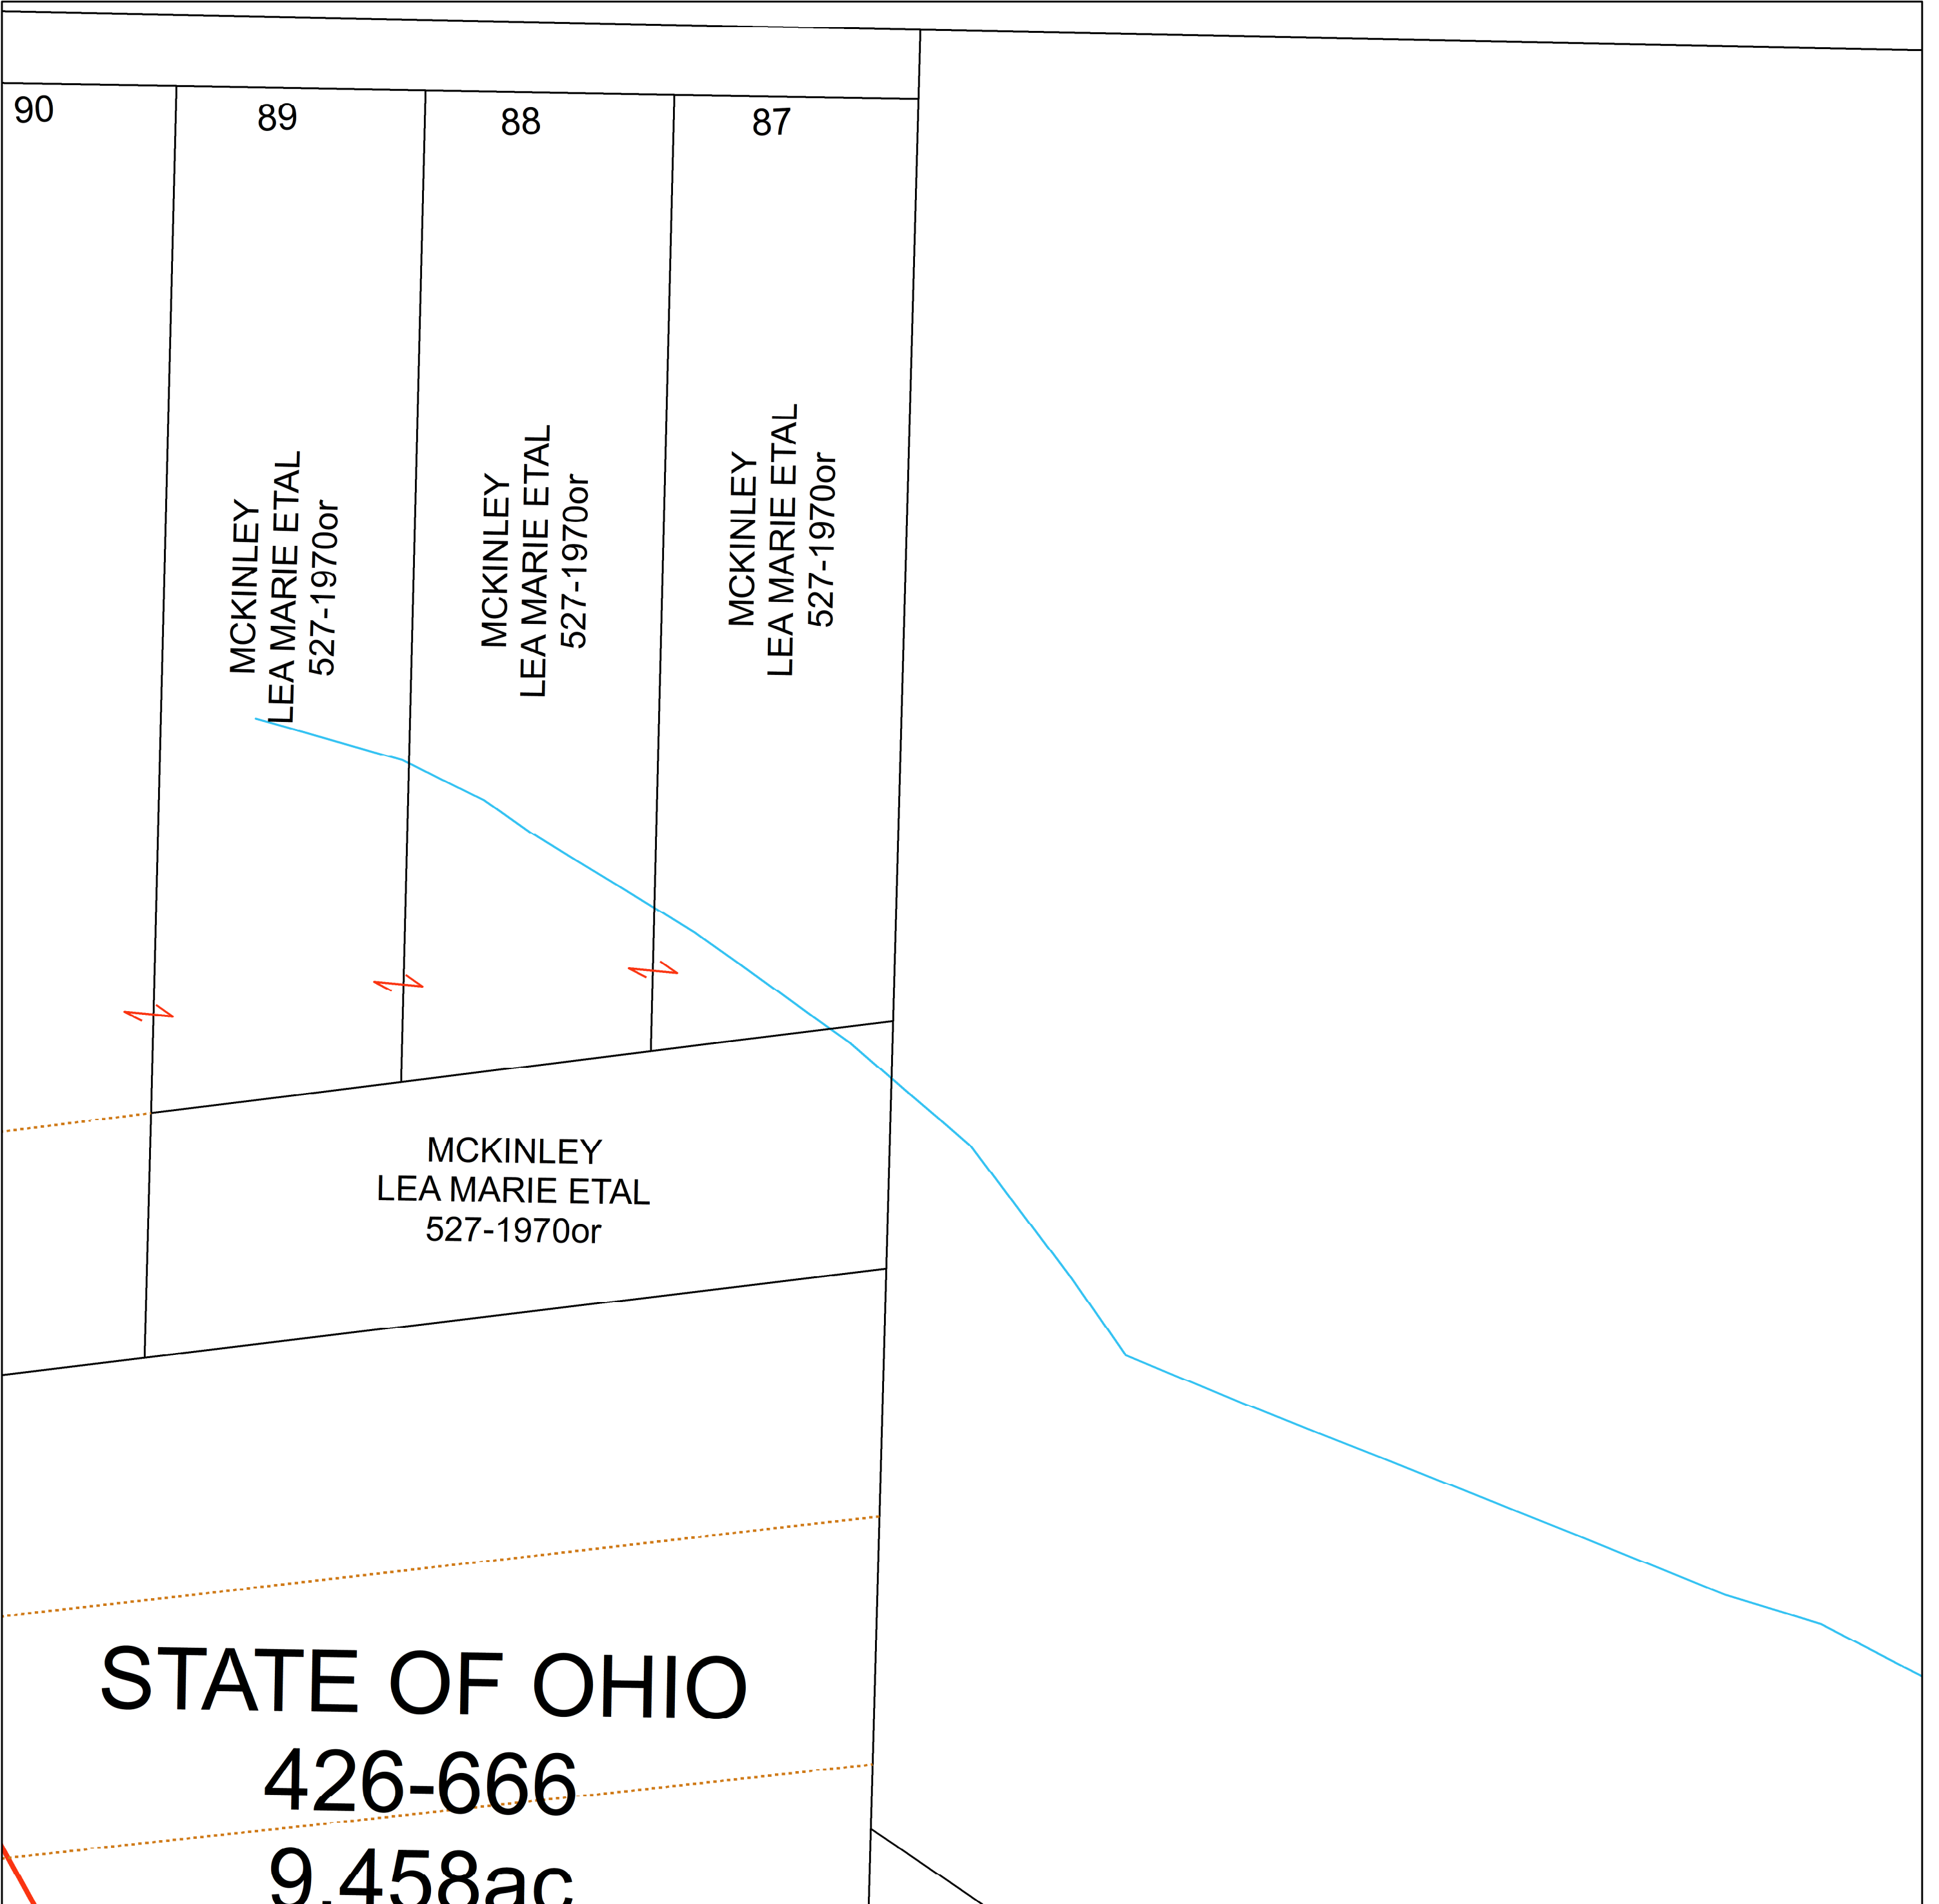 90
89
88
87
MCKINLEY
LEA MARIE ETAL
527-1970or
MCKINLEY
LEA MARIE ETAL
527-1970or
MCKINLEY
LEA MARIE ETAL
527-1970or
MCKINLEY
LEA MARIE ETAL
527-1970or
STATE OF OHIO
426-666
9.458ac